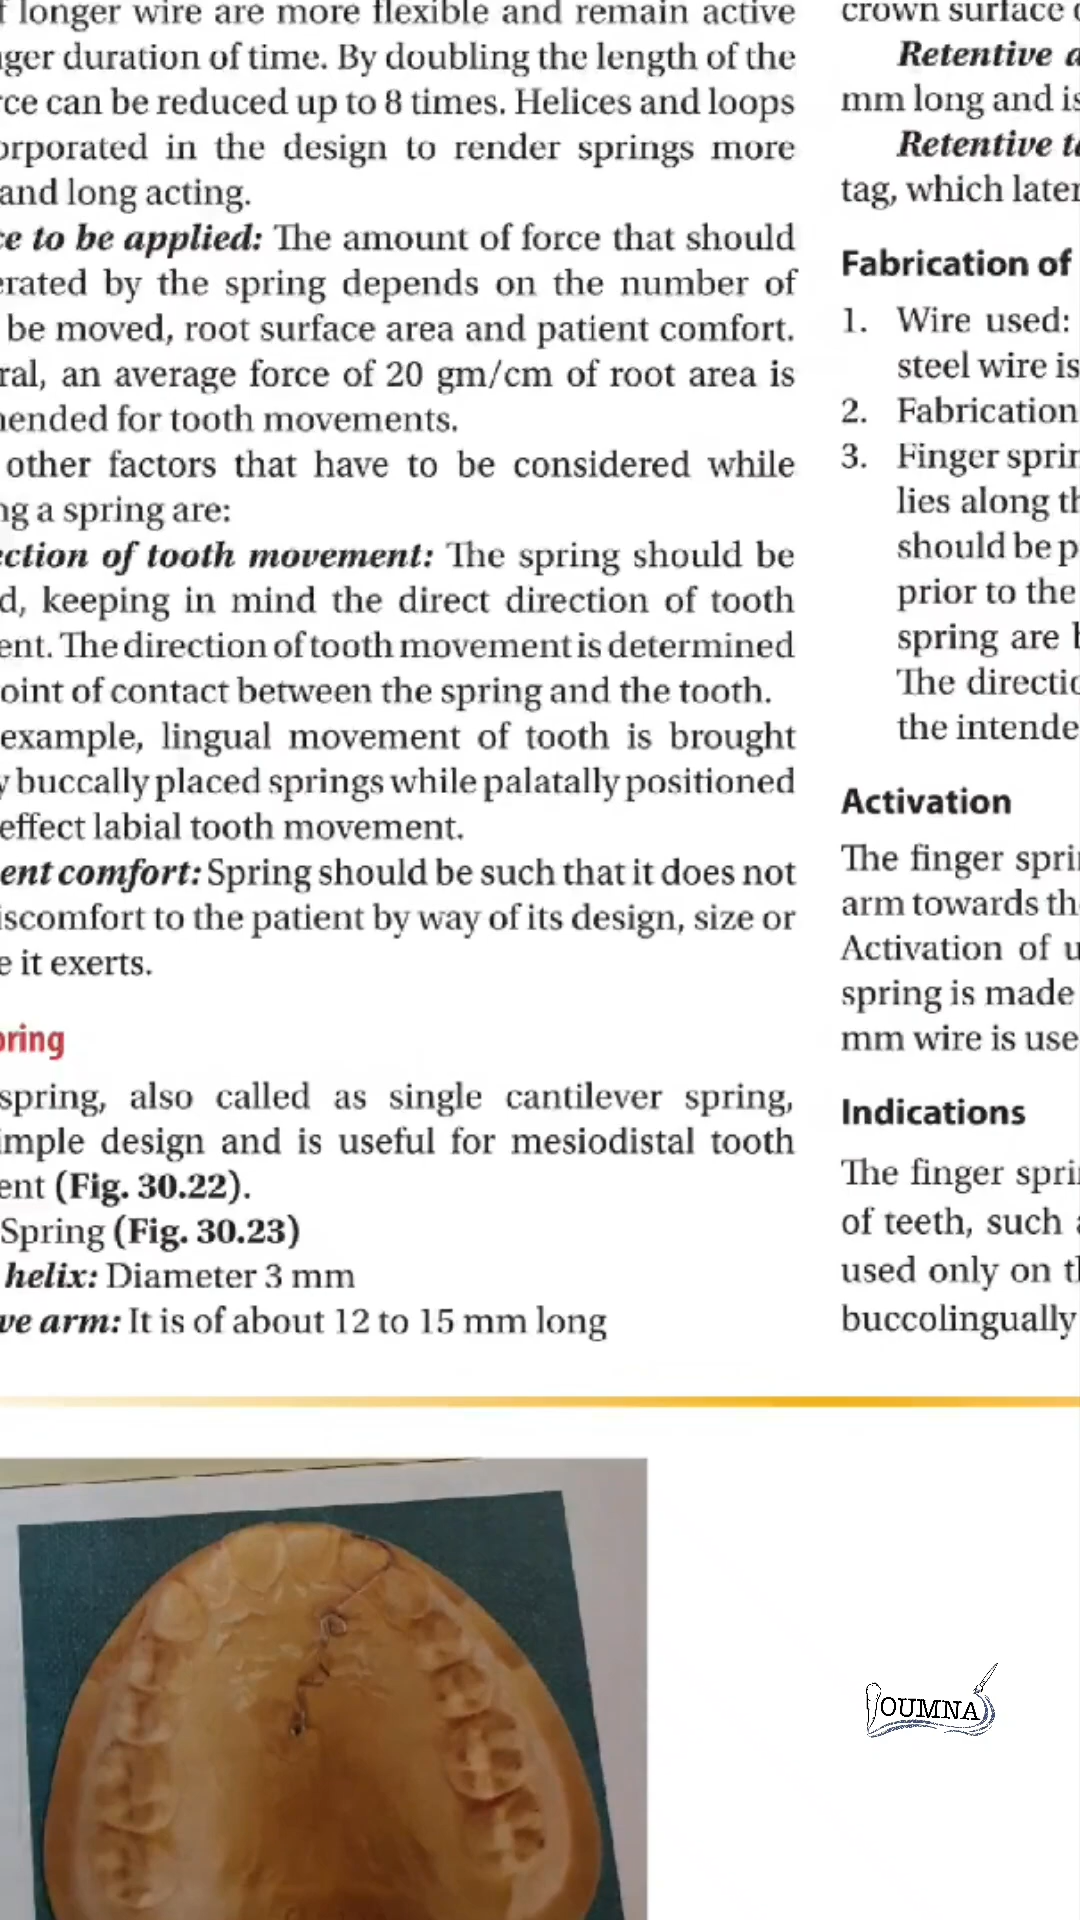 longer wire are more flexible and remain active
ger duration of time. By doubling the length of the
rce can be reduced up to 8 times. Helices and loops
orporated in the design to render springs more
and long acting.
ce to be applied: The amount of force that should
erated by the spring depends on the number of
be moved, root surface area and patient comfort.
ral, an average force of 20 gm/cm of root area is
mended for tooth movements.
other factors that have to be considered while
ng a spring are:
ection of tooth movement: The spring should be
d, keeping in mind the direct direction of tooth
ent. The direction of tooth movement is determined
oint of contact between the spring and the tooth.
example, lingual movement of tooth is brought
y buccally placed springs while palatally positioned
effect labial tooth movement.
ent comfort: Spring should be such that it does not
iscomfort to the patient by way of its design, size or
e it exerts.
pring
spring, also called as single cantilever spring,
imple design and is useful for mesiodistal tooth
ent (Fig. 30.22).
Spring (Fig. 30.23)
helix: Diameter 3 mm
ve arm: It is of about 12 to 15 mm long
crown surface
Retentive a
mm long and is
Retentive ta
tag, which later
Fabrication of
1. Wire used:
steel wire is
2. Fabrication
3. Finger sprin
lies along th
should be p
prior to the
spring are b
The directio
the intende
Activation
The finger sprin
arm towards the
Activation of u
spring is made
mm wire is use
Indications
The finger sprin
of teeth, such a
used only on th
buccolingually
JOUMNA